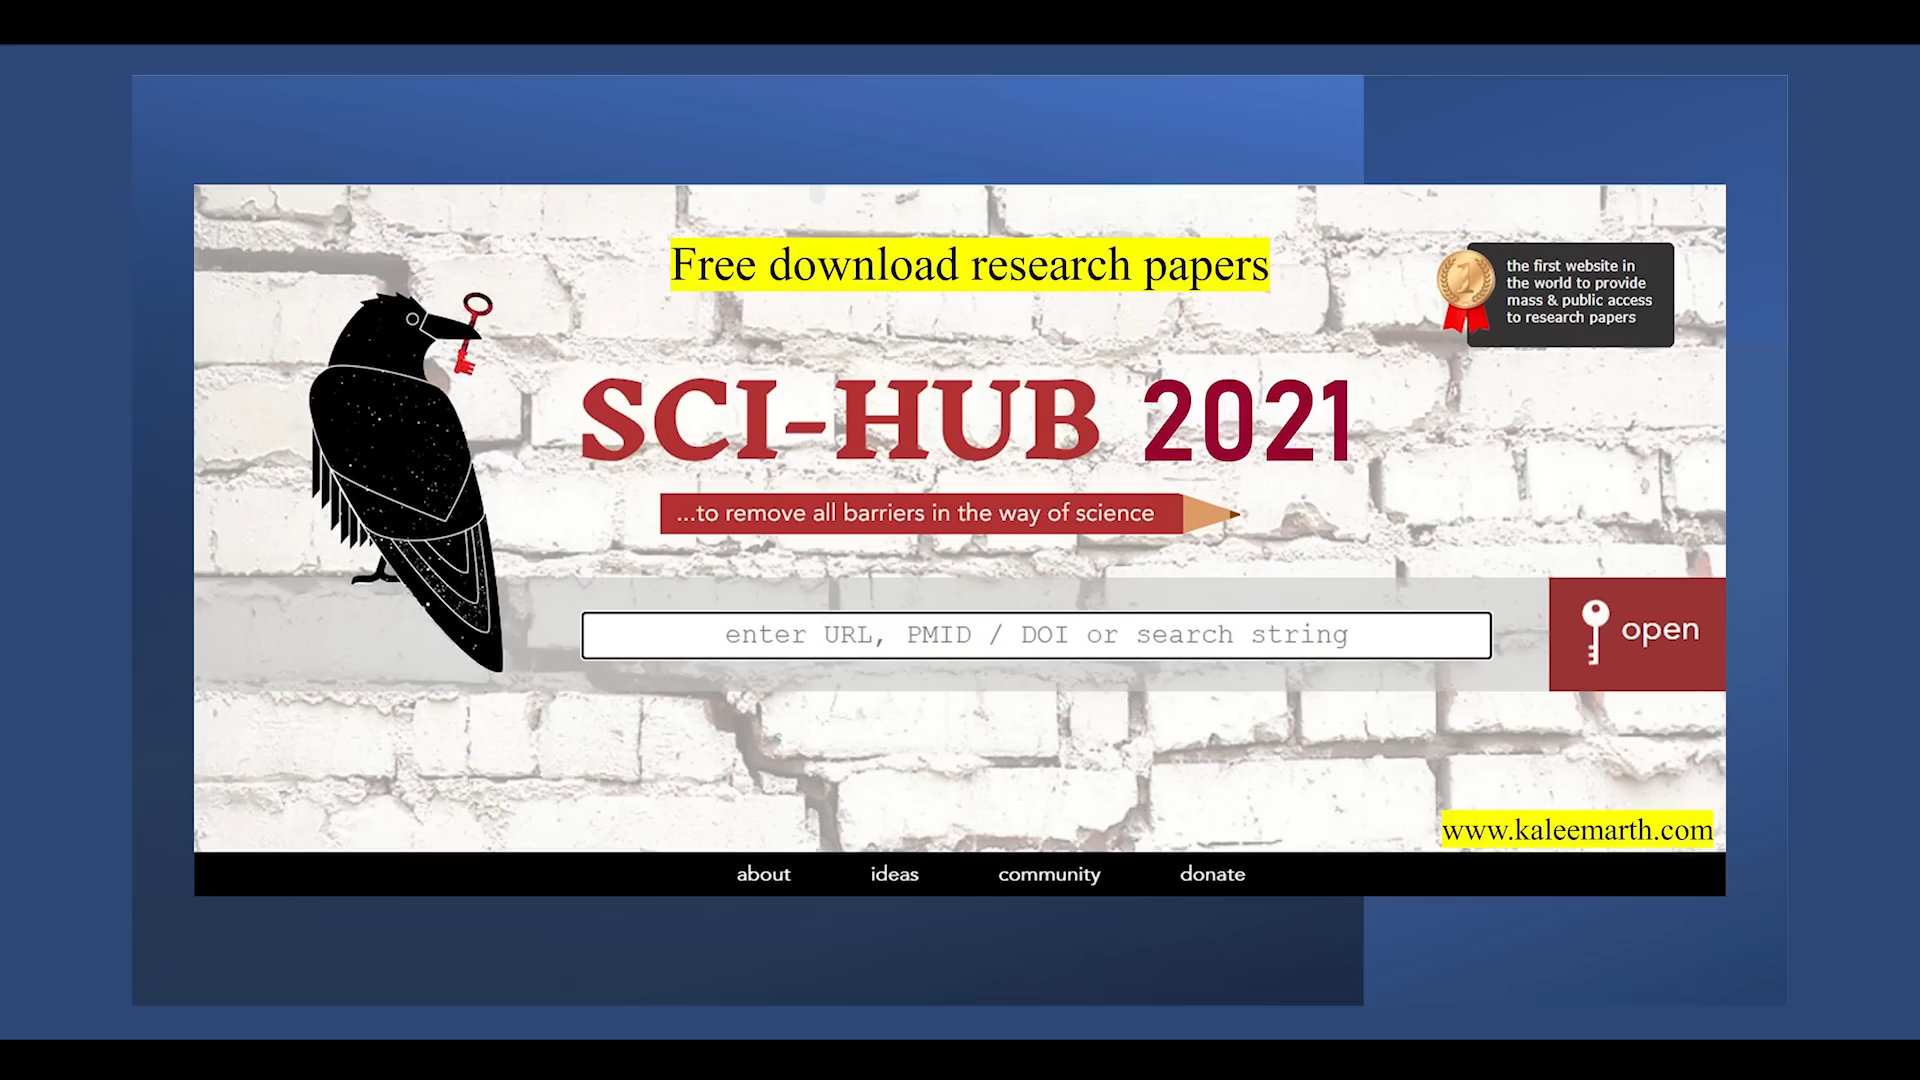 Free download research papers
the first website in
the world to provide
mass & public access
to research papers
SCI-HUB 2021
...to remove all barriers in the way of science
enter URL, PMID / DOI or search string
open
www.kaleemarth.com
about ideas community donate